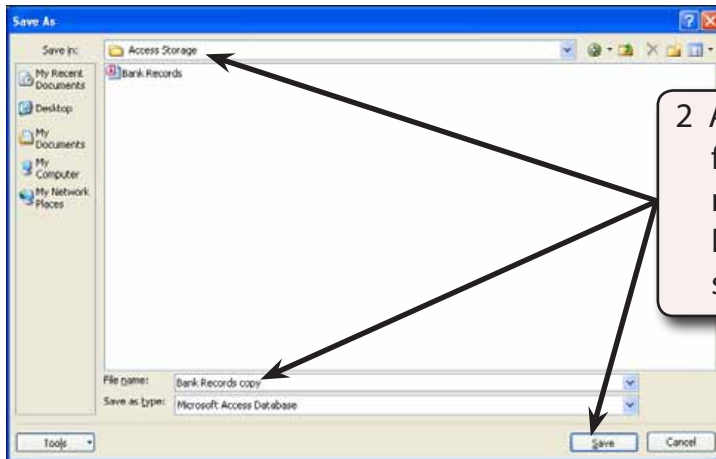 Save As
Save in:
Access Storage
My Recent
Documents
Desktop
My
Documents
My
Computer
My Network
Places
Bank Records
2
File name:
Bank Records copy
Save as type:
Microsoft Access Database
Tools
Save
Cancel